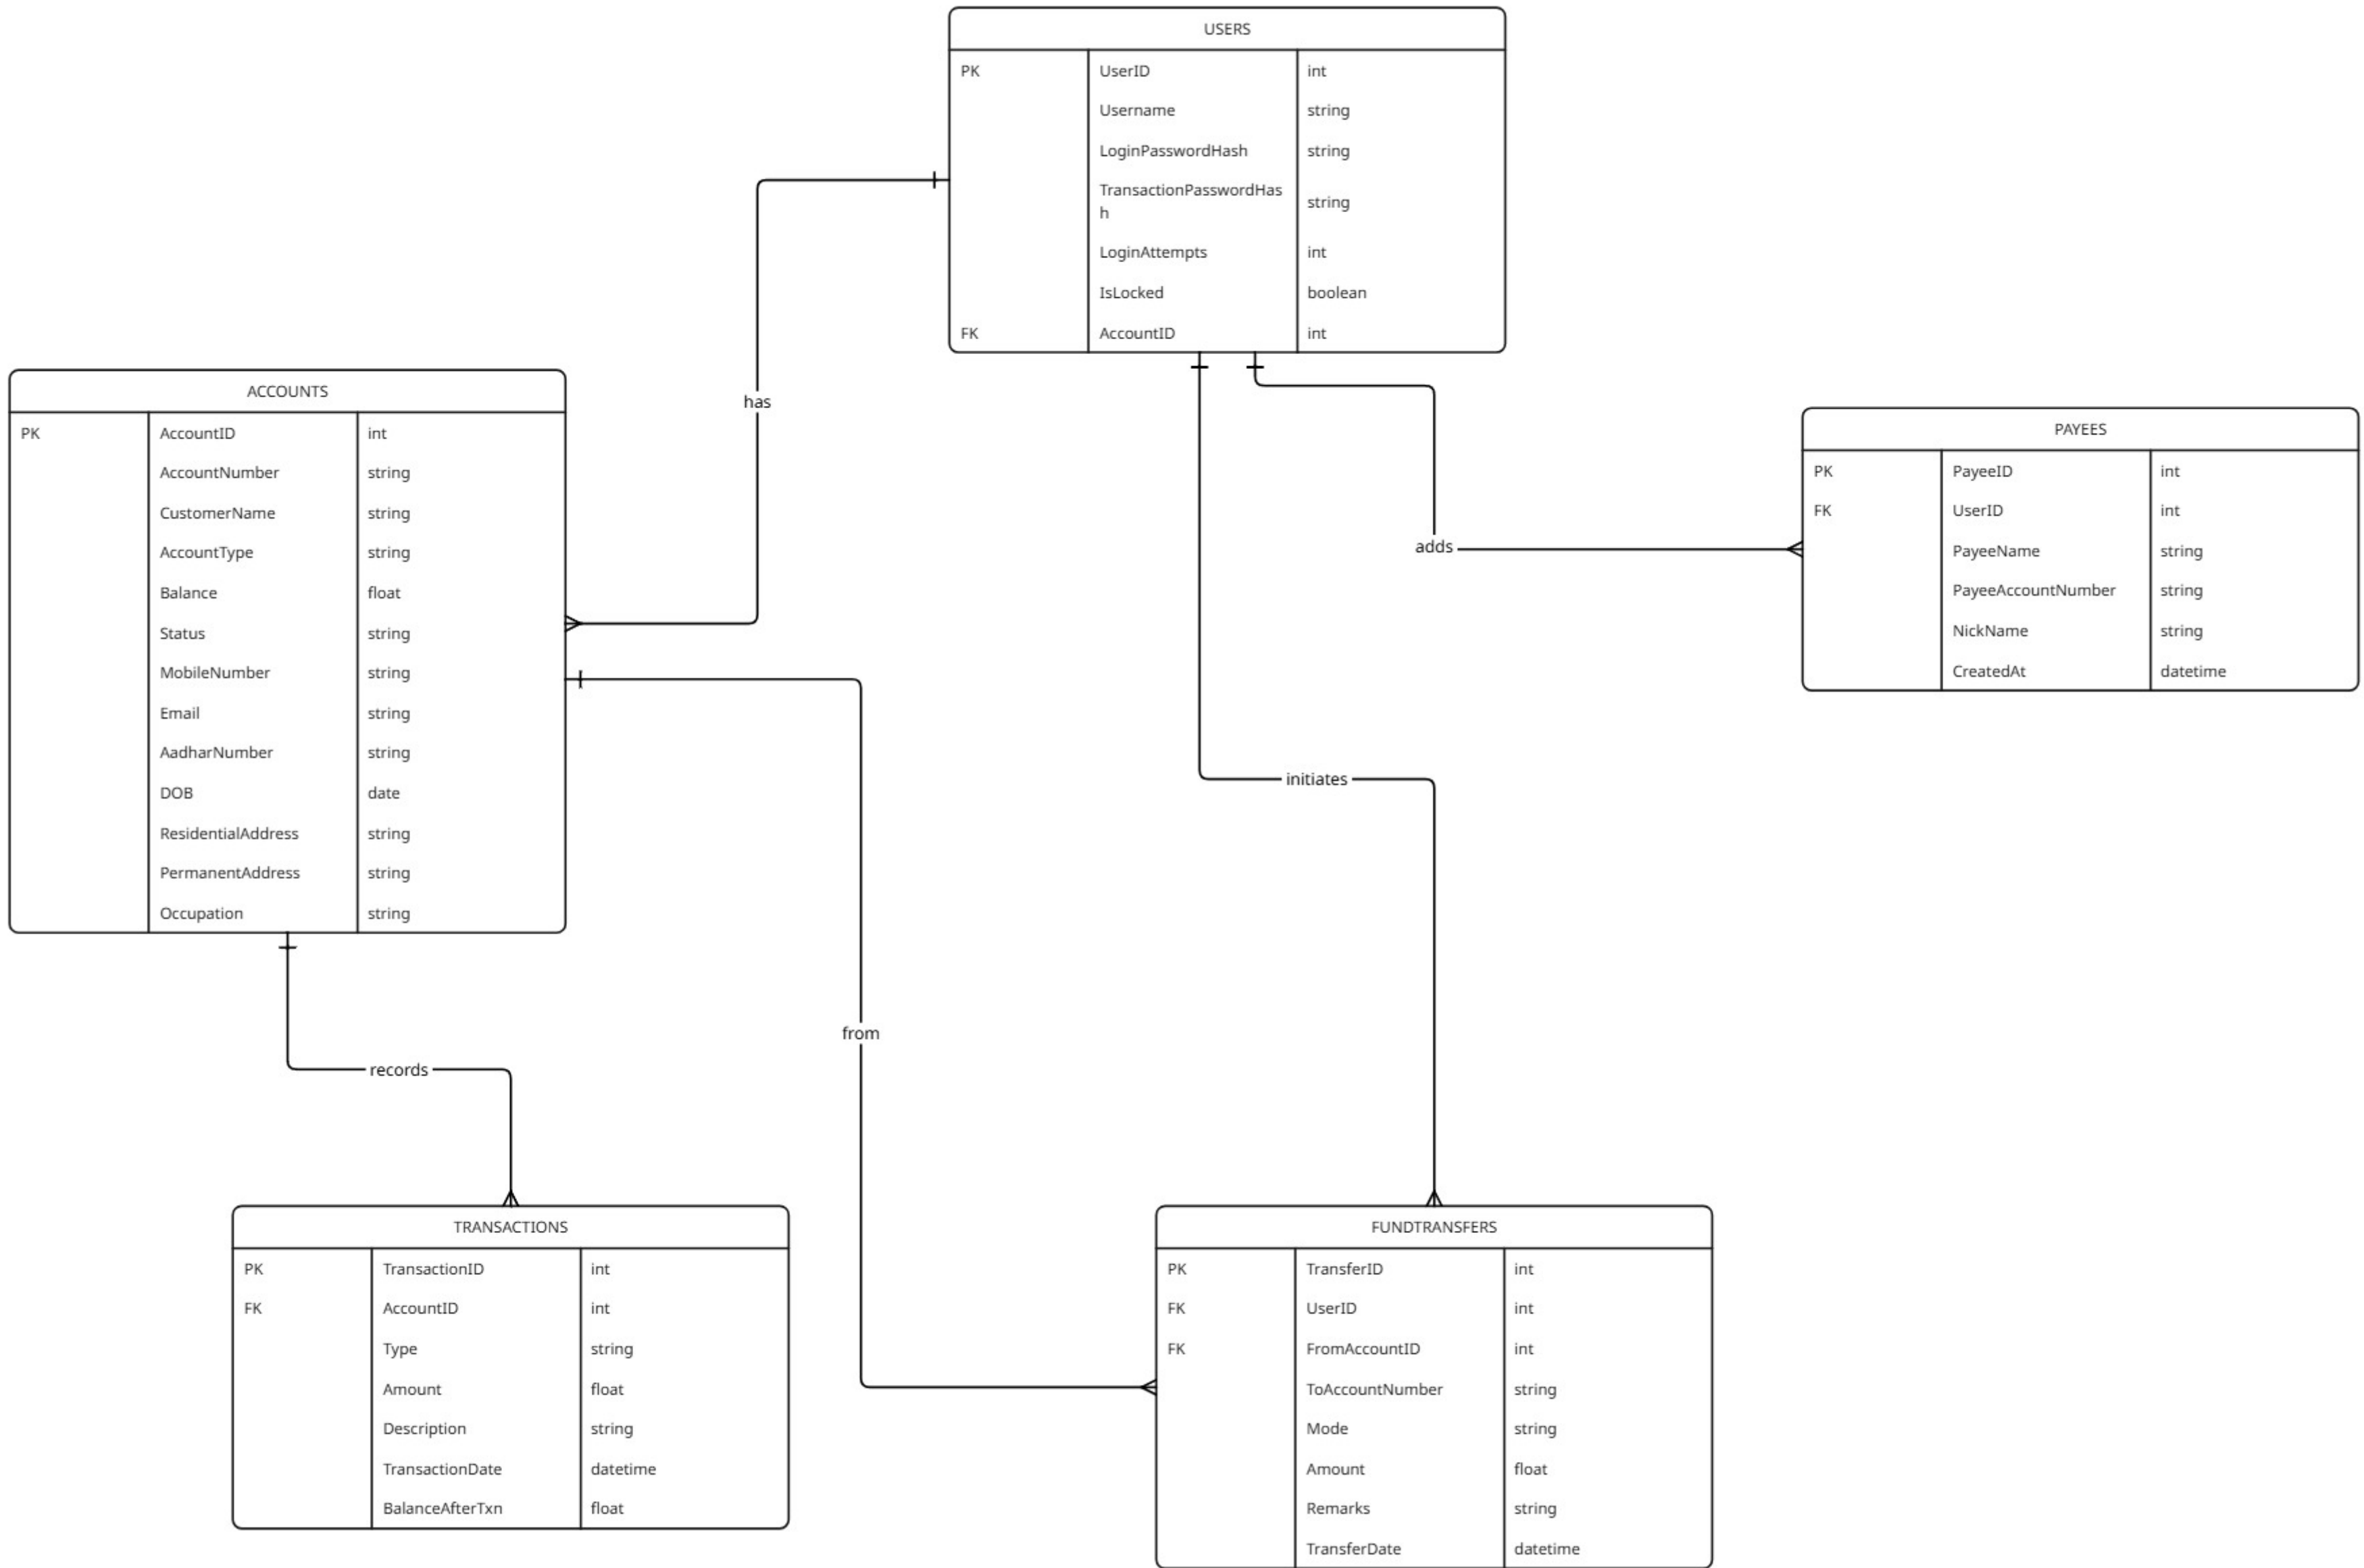 USERS
PK UserID int
Username string
LoginPasswordHash string
TransactionPasswordHas
h string
LoginAttempts int
IsLocked boolean
FK AccountID int
has
ACCOUNTS
PK AccountID int
AccountNumber string
CustomerName string
AccountType string
Balance float
Status string
MobileNumber string
Email string
AadharNumber string
DOB date
ResidentialAddress string
PermanentAddress string
Occupation string
PAYEES
PK PayeeID int
FK UserID int
PayeeName string
PayeeAccountNumber string
NickName string
CreatedAt datetime
adds
initiates
from
records
TRANSACTIONS
PK TransactionID int
FK AccountID int
Type string
Amount float
Description string
TransactionDate datetime
BalanceAfterTxn float
FUNDTRANSFERS
PK TransferID int
FK UserID int
FK FromAccountID int
ToAccountNumber string
Mode string
Amount float
Remarks string
TransferDate datetime